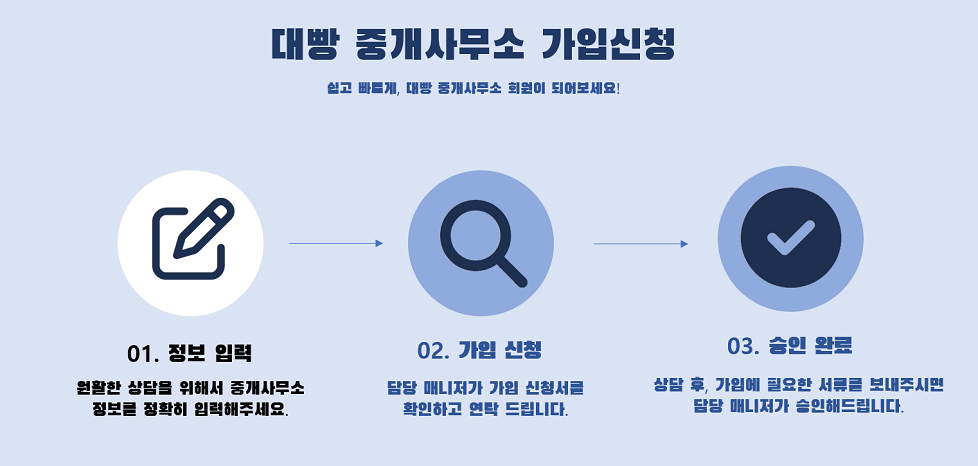 대빵 중개사무소 가입신청
쉽고 빠르게, 대빵 중개사무소 회원이 되어보세요!
01. 정보 입력
원활한 상담을 위해서 중개사무소
정보를 정확히 입력해주세요.
02. 가입 신청
담당 매니저가 가입 신청서를
확인하고 연락 드립니다.
03. 승인 완료
상담 후, 가입에 필요한 서류를 보내주시면
담당 매니저가 승인해드립니다.